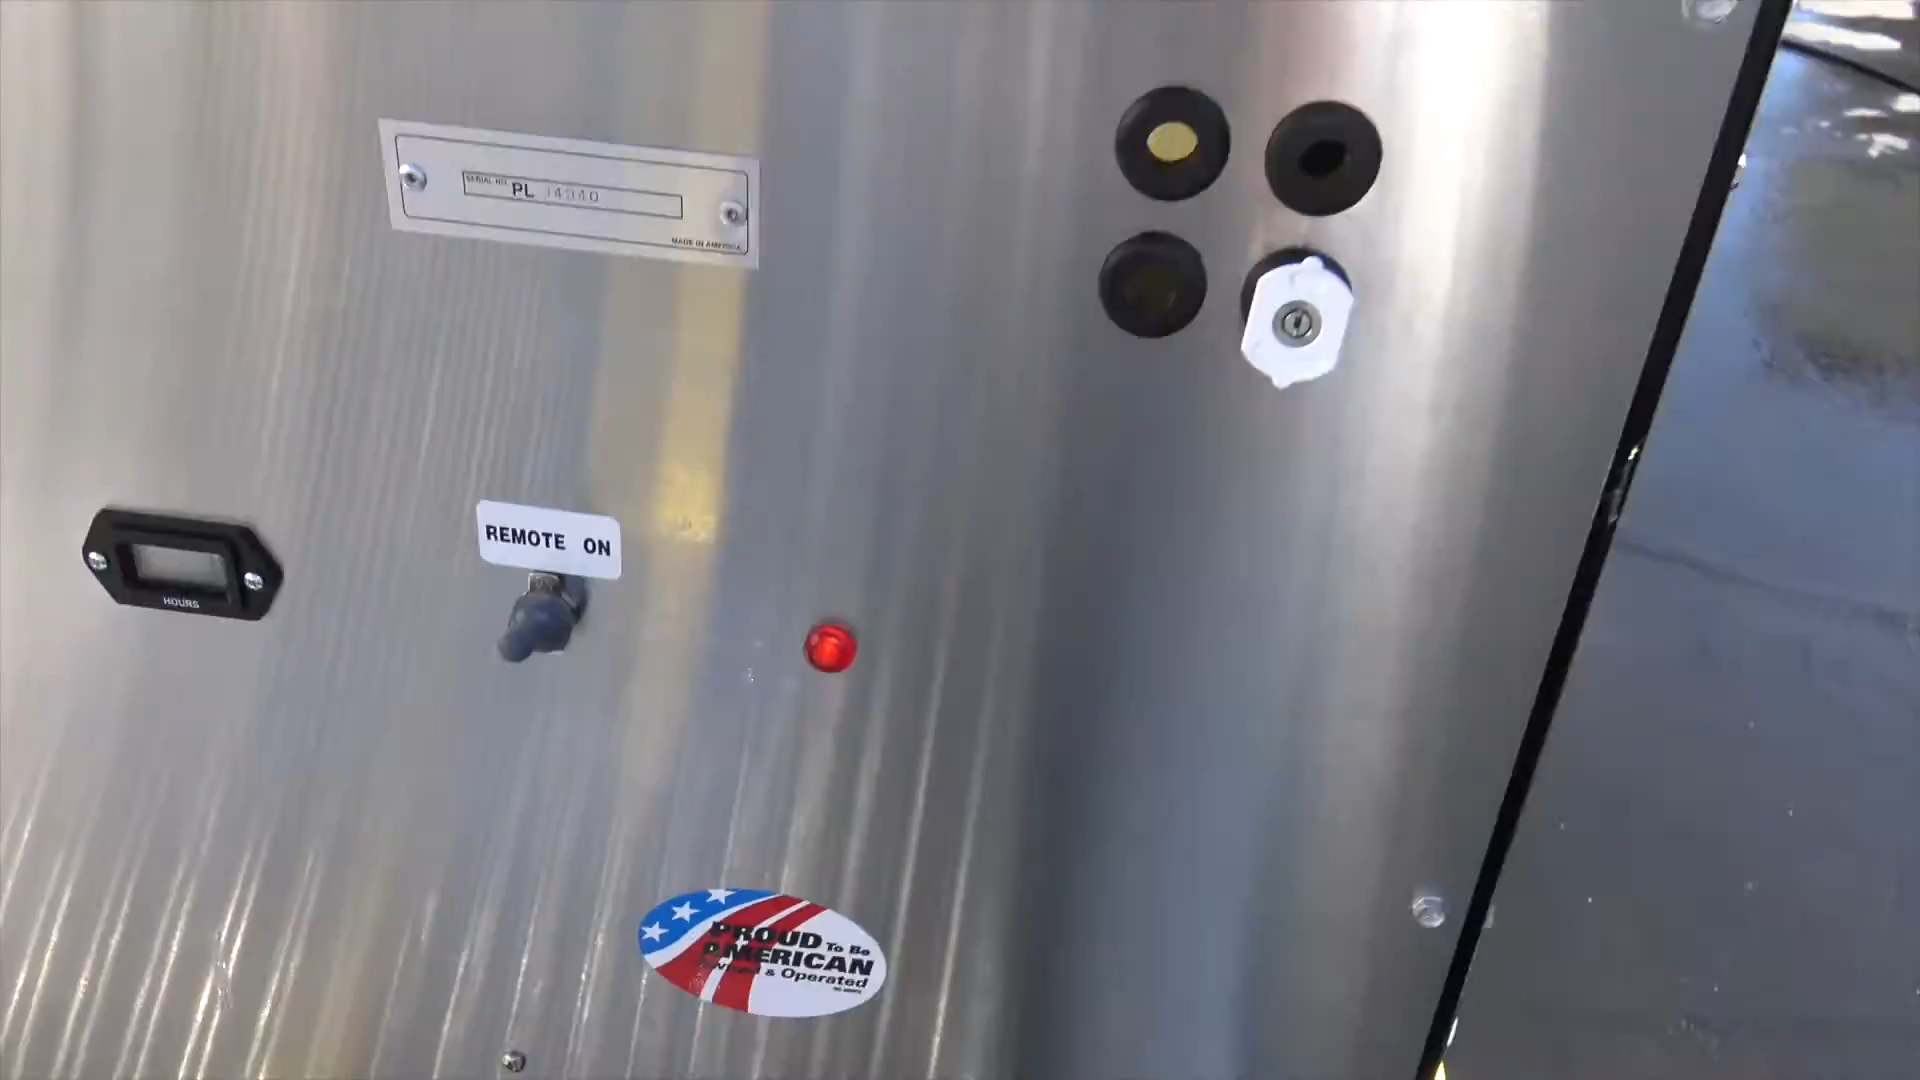 SERIAL NO.
PL
MADE IN AMERICA
HOURS
REMOTE ON
PROUD To Be
AMERICAN
& Operated